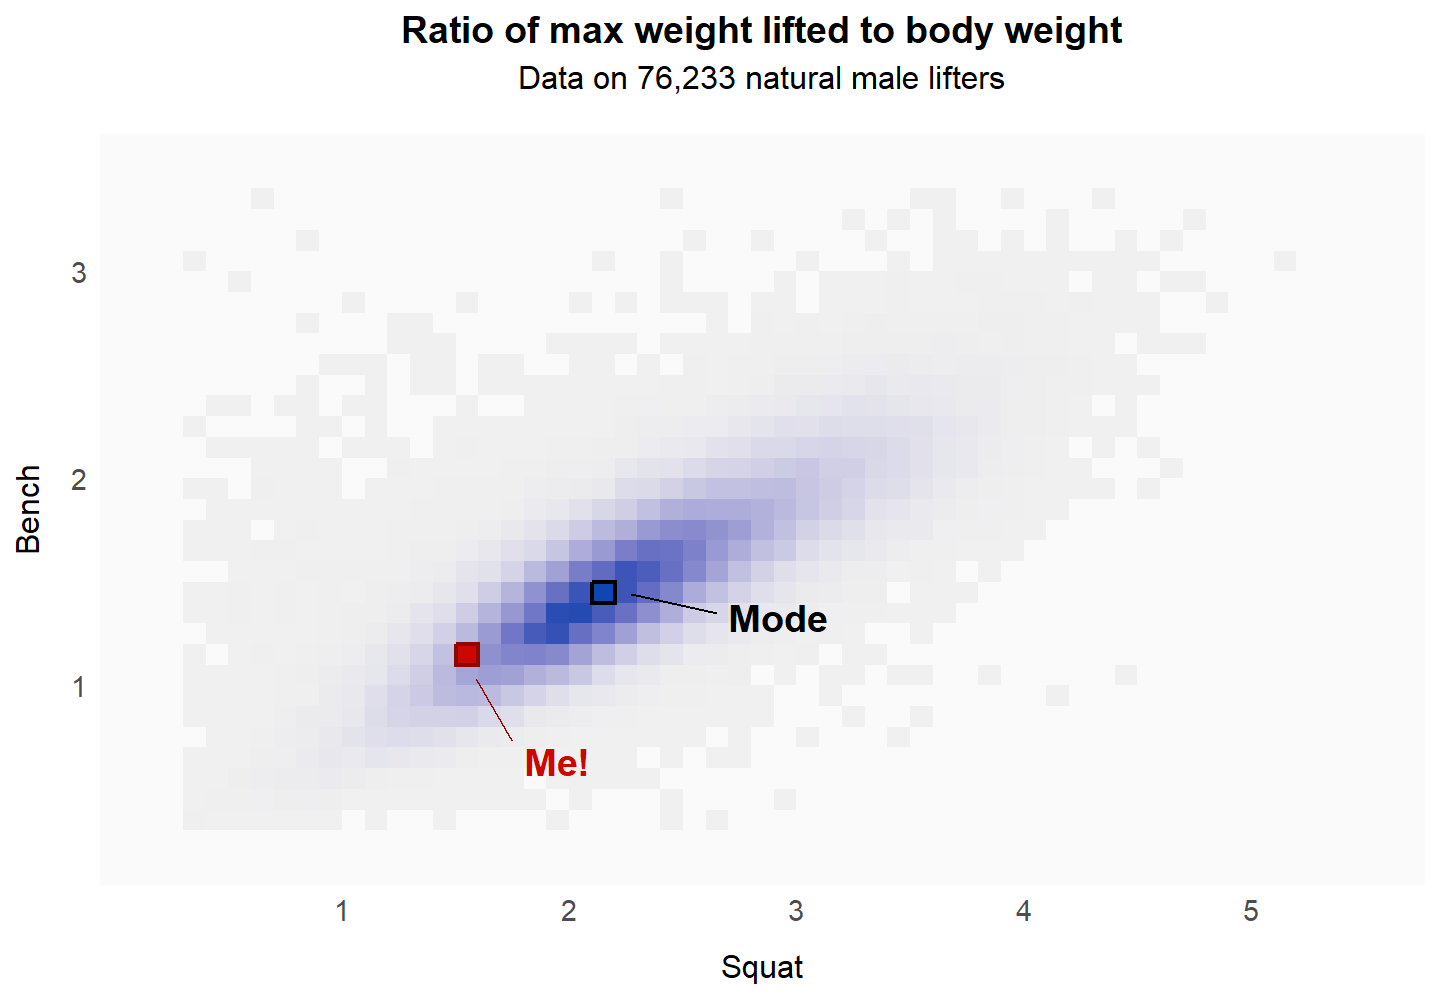 Ratio of max weight lifted to body weight
Data on 76,233 natural male lifters
3
2
1
Bench
Mode
Me!
1 2 3 4 5
Squat